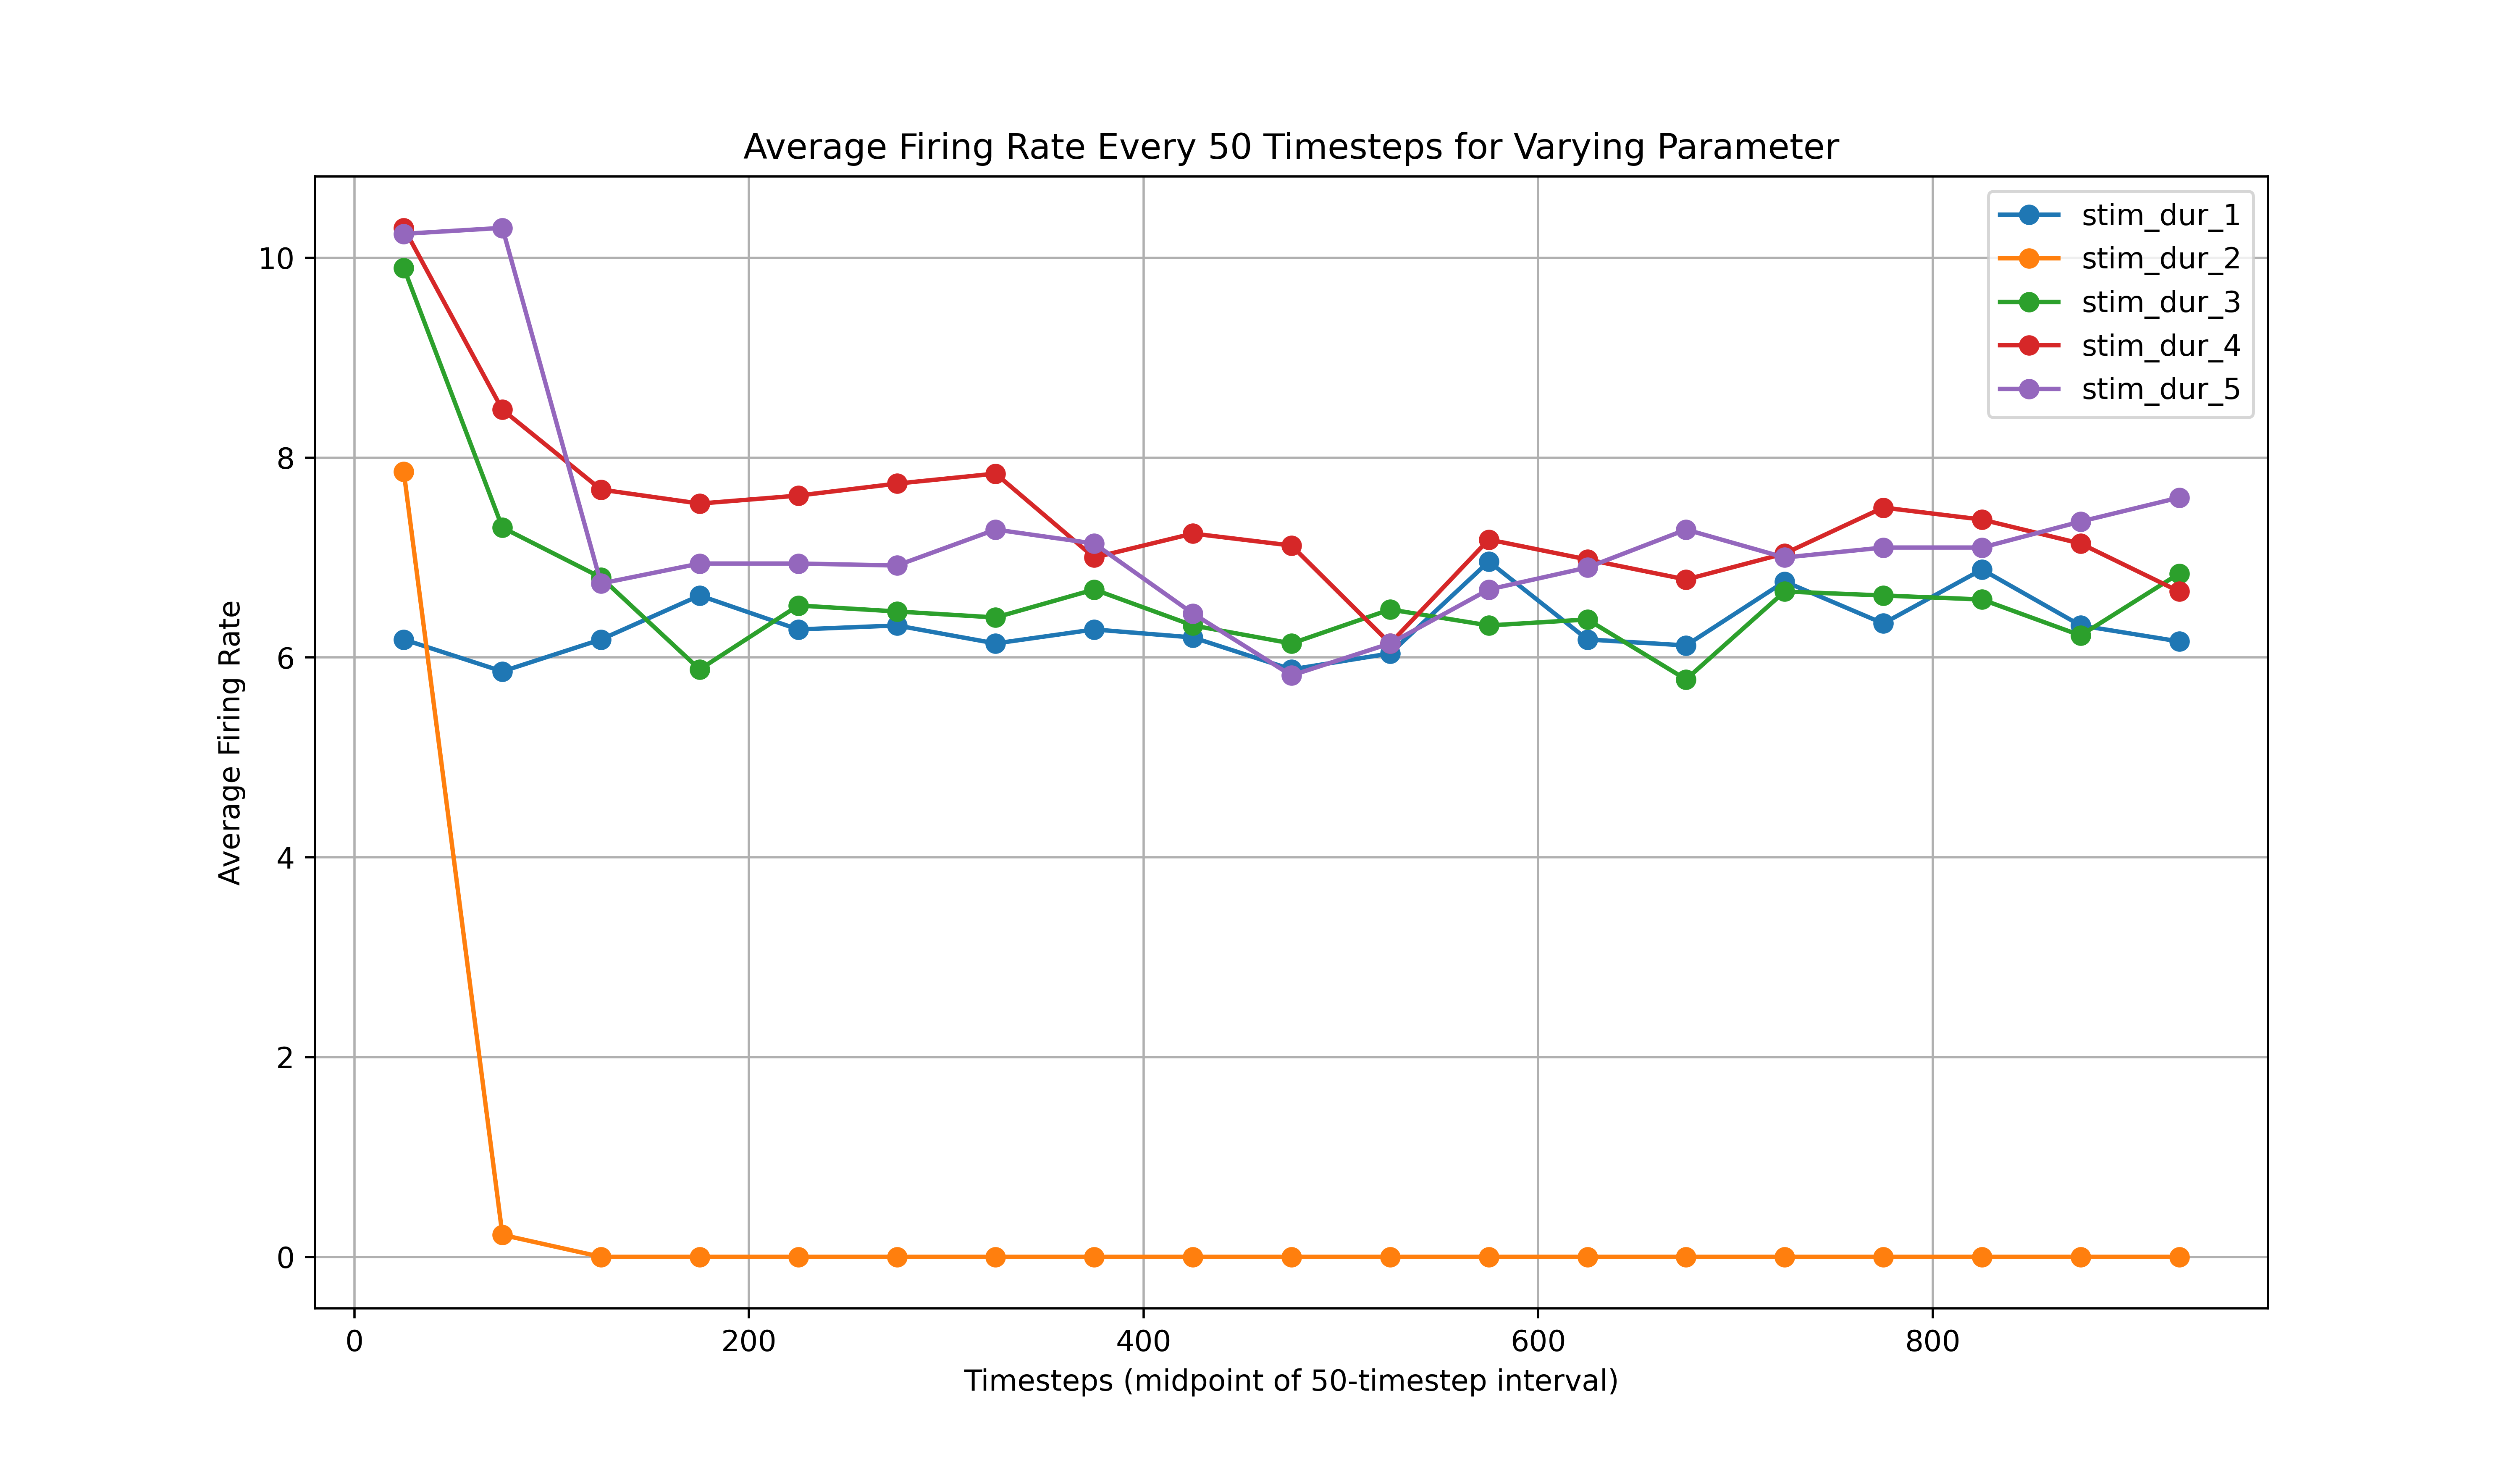 Average Firing Rate Every 50 Timesteps for Varying Parameter
stim_dur_1
stim_dur_2
stim_dur_3
stim_dur_4
stim_dur_5
Average Firing Rate
10
8
6
4
2
0
0 200 400 600 800
Timesteps (midpoint of 50-timestep interval)